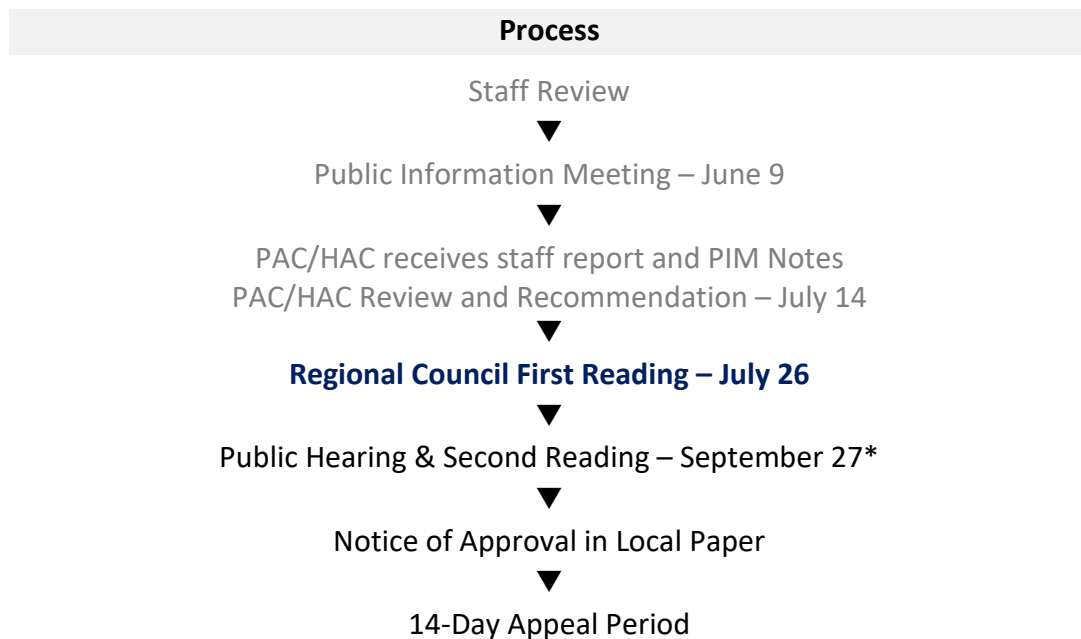 Process
Staff Review
Public Information Meeting – June 9
PAC/HAC receives staff report and PIM Notes
PAC/HAC Review and Recommendation – July 14
Regional Council First Reading – July 26
Public Hearing & Second Reading – September 27*
Notice of Approval in Local Paper
14-Day Appeal Period